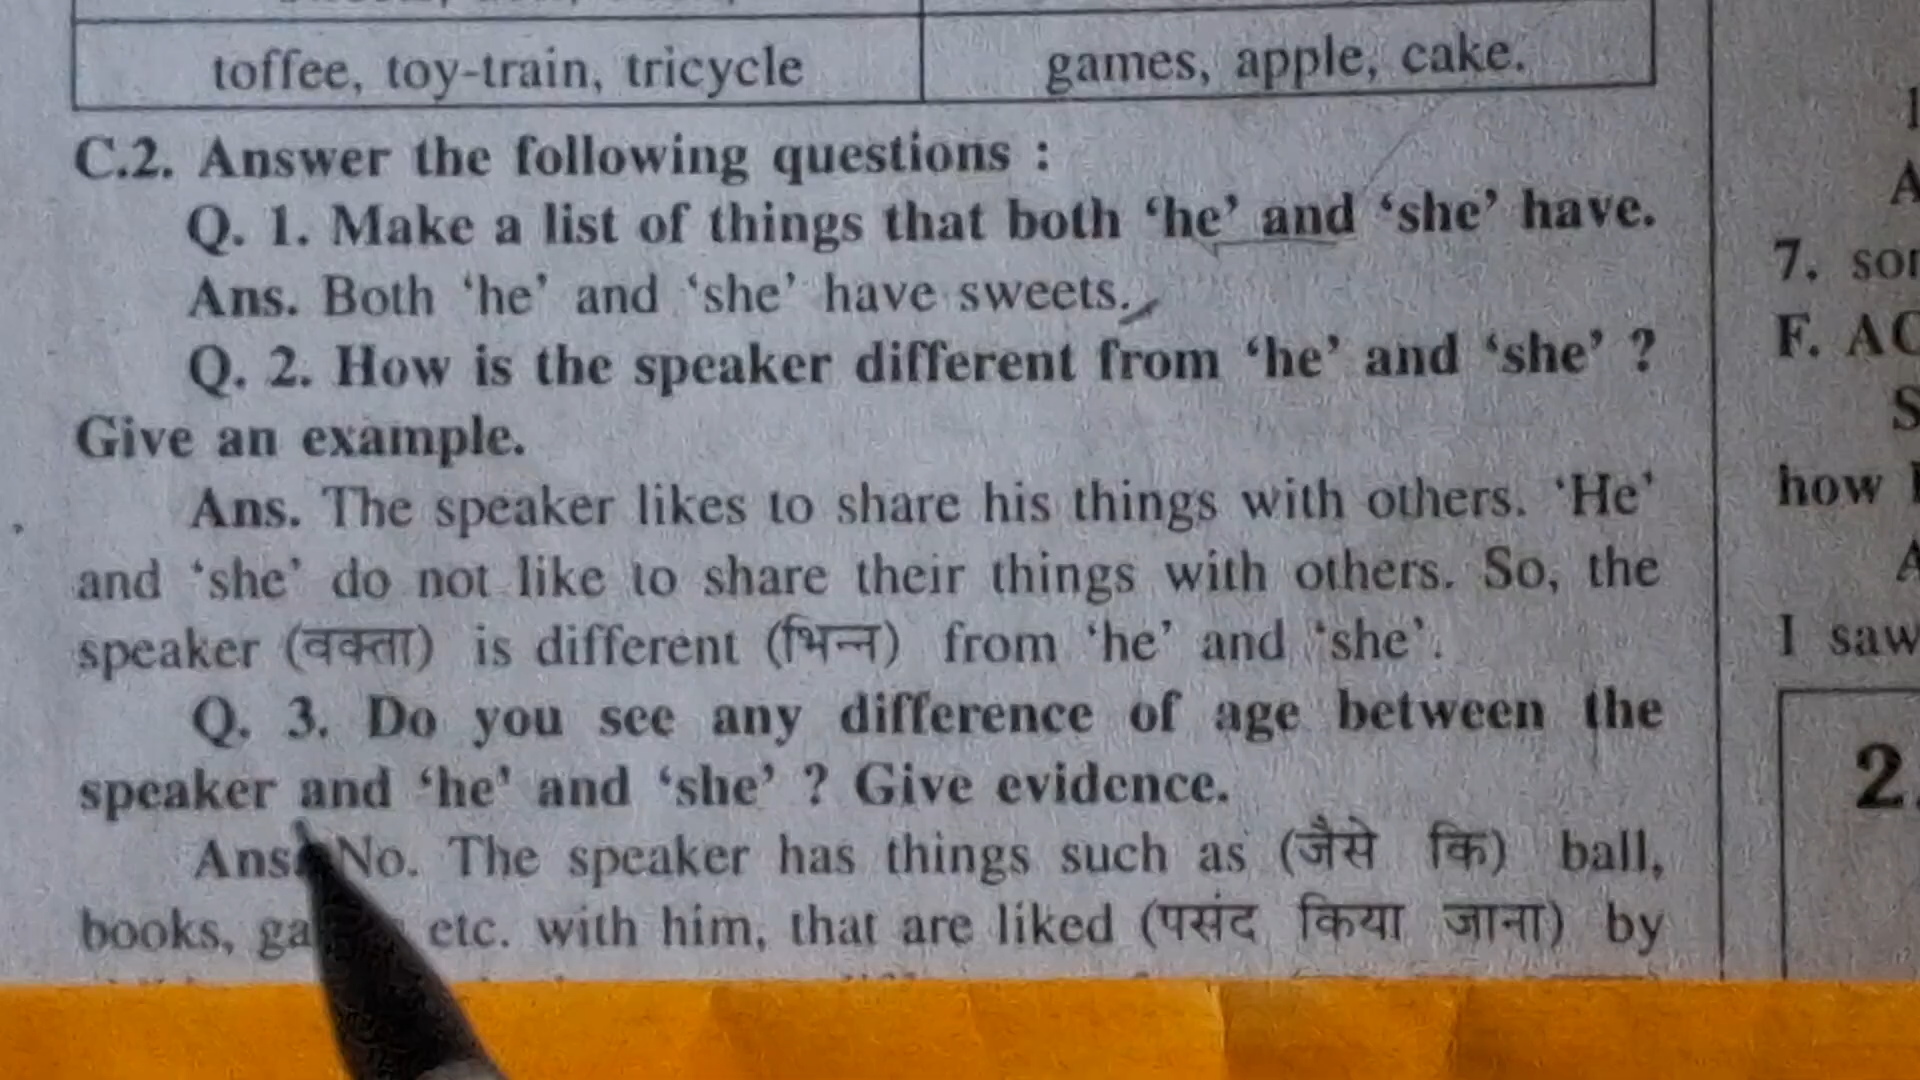 toffee, toy-train, tricycle games, apple, cake.
C.2. Answer the following questions :
Q. 1. Make a list of things that both ‘he’ and ‘she’ have.
Ans. Both ‘he’ and ‘she’ have sweets.
Q. 2. How is the speaker different from ‘he’ and ‘she’ ?
Give an example.
Ans. The speaker likes to share his things with others. ‘He’
and ‘she’ do not like to share their things with others. So, the
speaker (वक्ता) is different (भिन्न) from ‘he’ and ‘she’.
Q. 3. Do you see any difference of age between the
speaker and ‘he’ and ‘she’ ? Give evidence.
Ans. No. The speaker has things such as (जैसे कि) ball,
books, etc. with him, that are liked (पसंद किया जाना) by
1
A
7.
F.
S
how
A
I saw
2.